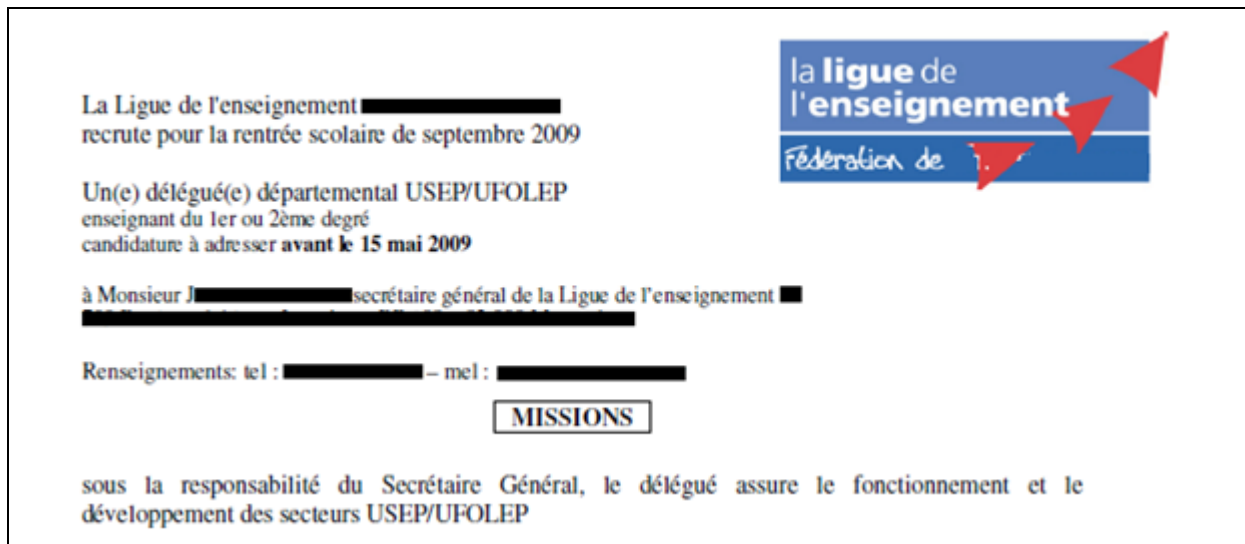 la ligue de
l'enseignement
Fédération de
La Ligue de l'enseignement
recrute pour la rentrée scolaire de septembre 2009
Un(e) délégué(e) départemental USEP/UFOLEP
enseignant du 1er ou 2ème degré
candidature à adresser avant le 15 mai 2009
à Monsieur J secrétaire général de la Ligue de l'enseignement
Renseignements: tel : – mel :
MISSIONS
sous la responsabilité du Secrétaire Général, le délégué assure le fonctionnement et le
développement des secteurs USEP/UFOLEP